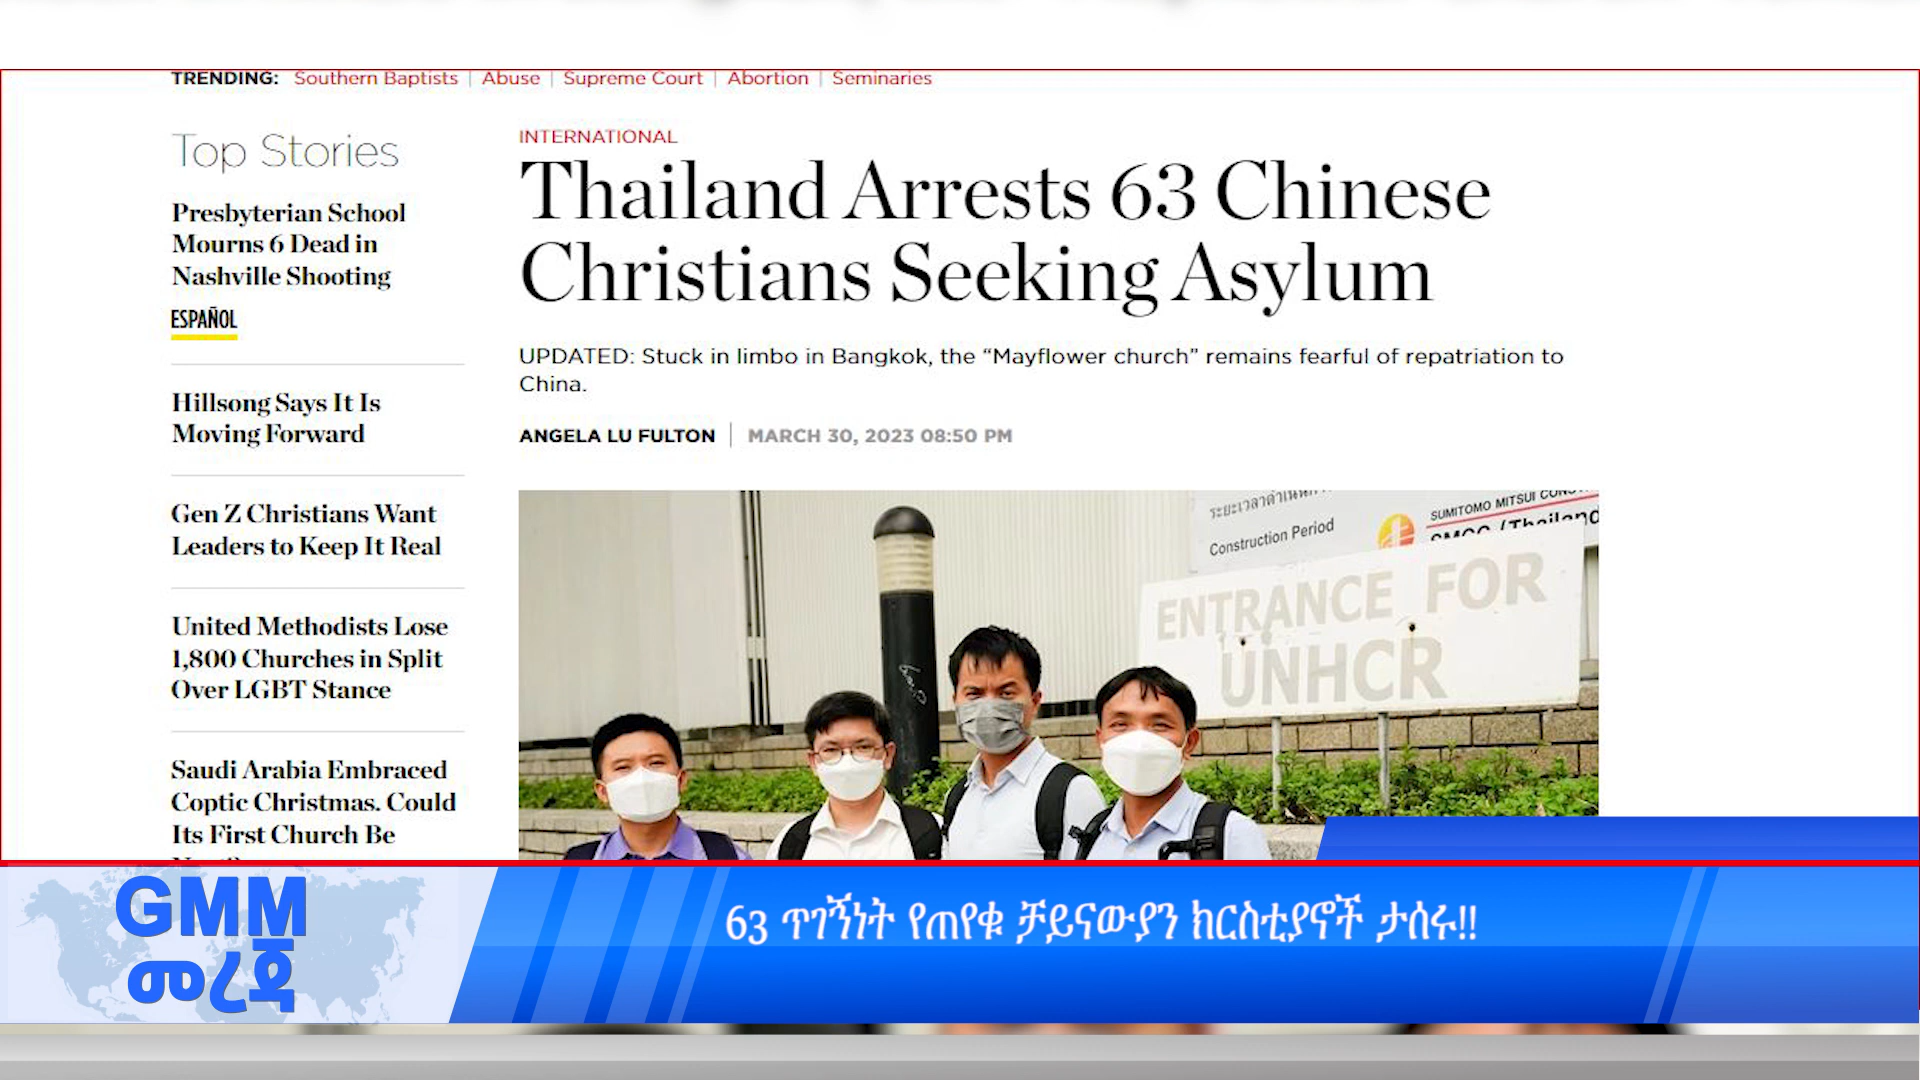 TRENDING: Southern Baptists | Abuse | Supreme Court | Abortion | Seminaries
Top Stories
Presbyterian School
Mourns 6 Dead in
Nashville Shooting
ESPAÑOL
Hillsong Says It Is
Moving Forward
Gen Z Christians Want
Leaders to Keep It Real
United Methodists Lose
1,800 Churches in Split
Over LGBT Stance
Saudi Arabia Embraced
Coptic Christmas. Could
Its First Church Be
INTERNATIONAL
Thailand Arrests 63 Chinese
Christians Seeking Asylum
UPDATED: Stuck in limbo in Bangkok, the “Mayflower church” remains fearful of repatriation to
China.
ANGELA LU FULTON | MARCH 30, 2023 08:50 PM
Construction Period
SUMITOMO MITSUI
ENTRANCE FOR
UNHCR
GMM
መረጃ
63 ጥገኝነት የጠየቁ ቻይናውያን ክርስቲያኖች ታሰሩ!!